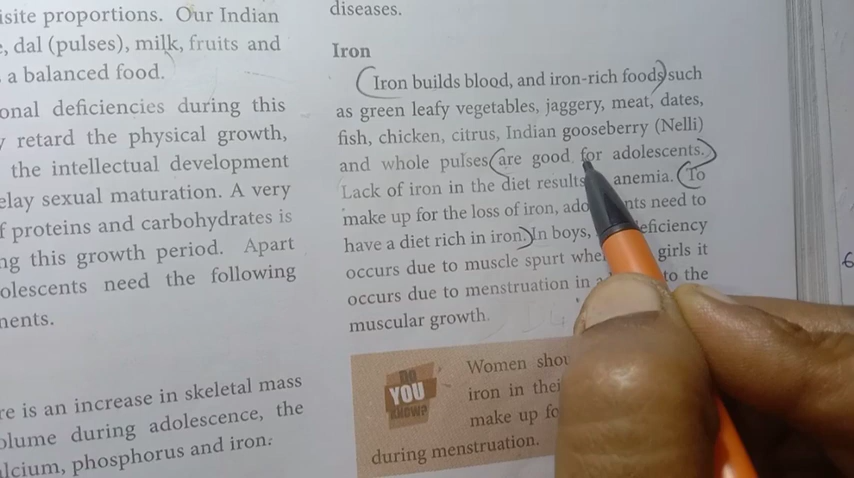 isite proportions. Our Indian
, dal (pulses), milk, fruits and
a balanced food.
onal deficiencies during this
retard the physical growth,
the intellectual development
elay sexual maturation. A very
f proteins and carbohydrates is
ng this growth period. Apart
olescents need the following
nents.
re is an increase in skeletal mass
olume during adolescence, the
alcium, phosphorus and iron:
diseases.
Iron
Iron builds blood, and iron-rich foods such
as green leafy vegetables, jaggery, meat, dates,
fish, chicken, citrus, Indian gooseberry (Nelli)
and whole pulses are good for adolescents.
Lack of iron in the diet results anemia. To
make up for the loss of iron, ado nts need to
have a diet rich in iron. In boys, eficiency
occurs due to muscle spurt whe girls it
occurs due to menstruation in a to the
muscular growth.
DO
YOU
KNOW?
Women shou
iron in thei
make up fo
during menstruation.
6